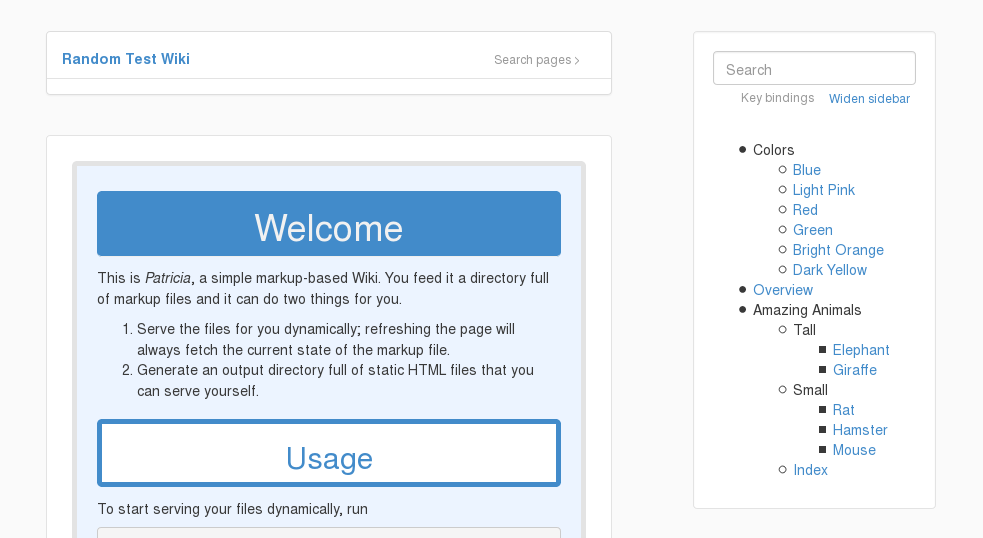 Random Test Wiki
Search pages
Welcome
This is Patricia, a simple markup-based Wiki. You feed it a directory full
of markup files and it can do two things for you.
1. Serve the files for you dynamically; refreshing the page will
always fetch the current state of the markup file.
2. Generate an output directory full of static HTML files that you
can serve yourself.
Usage
To start serving your files dynamically, run
Search
Key bindings Widen sidebar
Colors
Blue
Light Pink
Red
Green
Bright Orange
Dark Yellow
Overview
Amazing Animals
Tall
Elephant
Giraffe
Small
Rat
Hamster
Mouse
Index